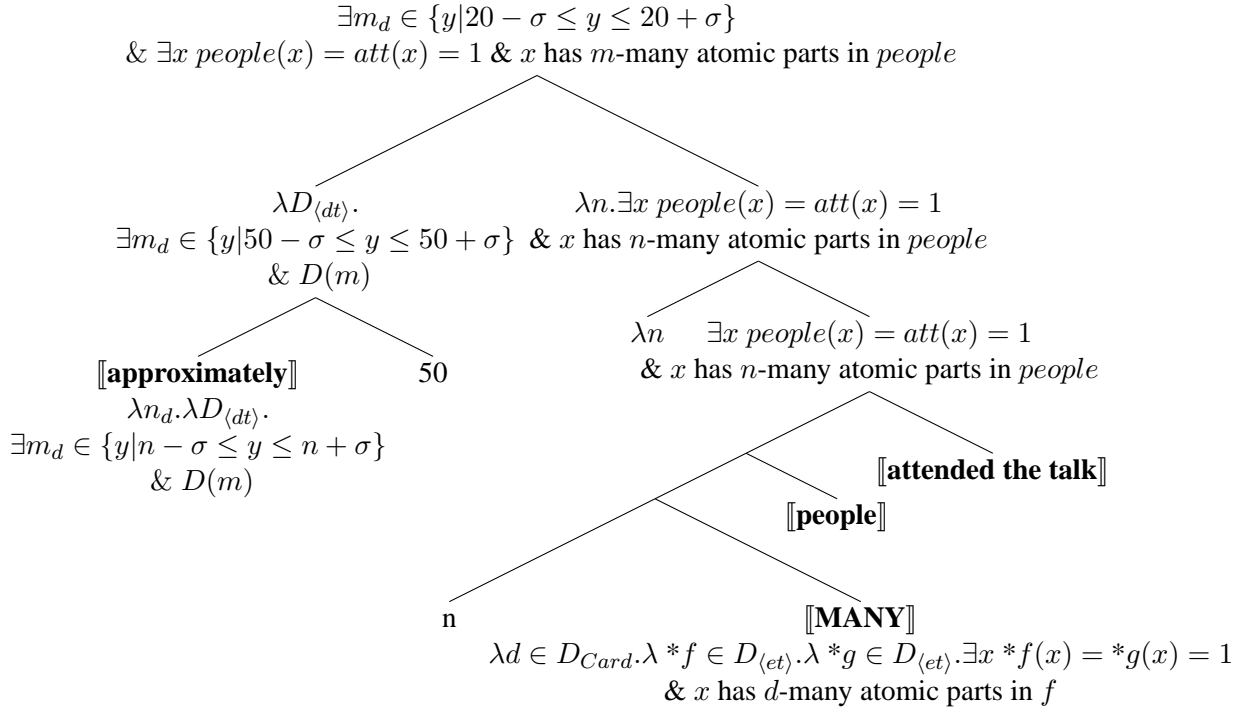 ∃m_d ∈ {y|20 − σ ≤ y ≤ 20 + σ}
& ∃x people(x) = att(x) = 1 & x has m-many atomic parts in people
λD_⟨dt⟩.
∃m_d ∈ {y|50 − σ ≤ y ≤ 50 + σ}
& D(m)
λn.∃x people(x) = att(x) = 1
& x has n-many atomic parts in people
⟦approximately⟧
λn_d.λD_⟨dt⟩.
∃m_d ∈ {y|n − σ ≤ y ≤ n + σ}
& D(m)
50
λn
∃x people(x) = att(x) = 1
& x has n-many atomic parts in people
⟦attended the talk⟧
⟦people⟧
n
⟦MANY⟧
λd ∈ D_Card.λ *f ∈ D_⟨et⟩.λ *g ∈ D_⟨et⟩.∃x *f(x) = *g(x) = 1
& x has d-many atomic parts in f